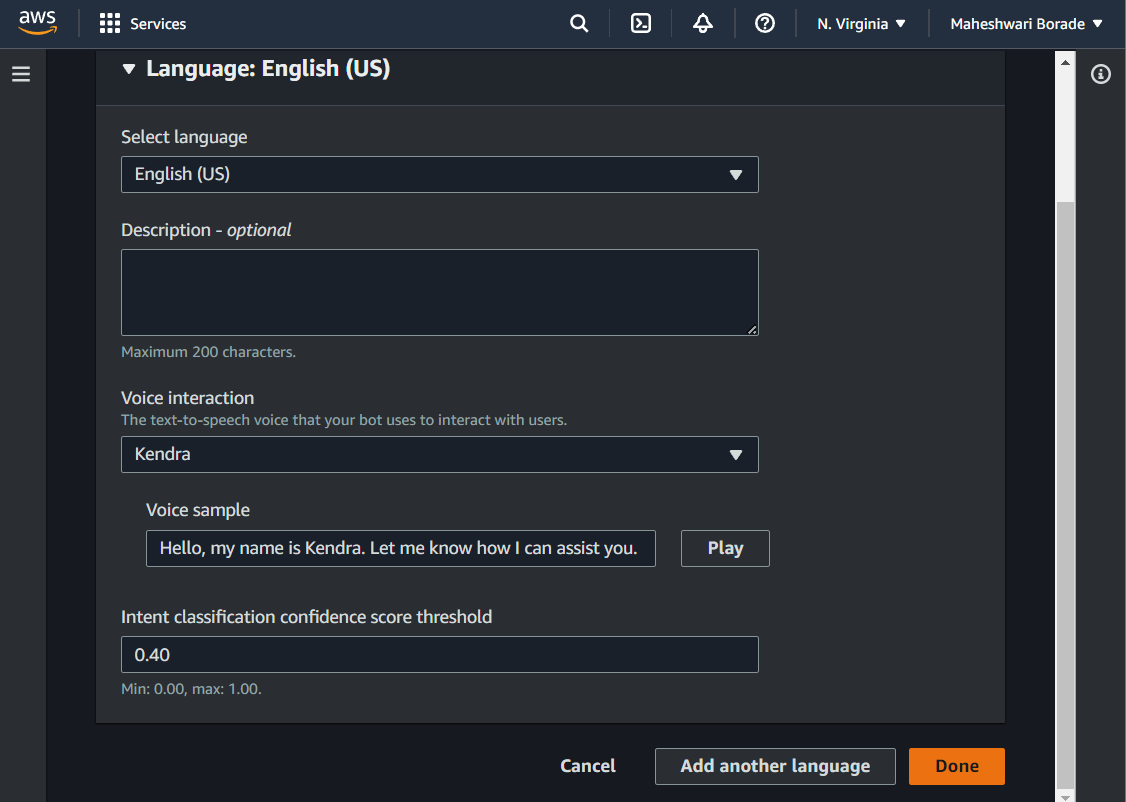 aws
Services
N. Virginia
Maheshwari Borade
Language: English (US)
Select language
English (US)
Description - optional
Maximum 200 characters.
Voice interaction
The text-to-speech voice that your bot uses to interact with users.
Kendra
Voice sample
Hello, my name is Kendra. Let me know how I can assist you.
Play
Intent classification confidence score threshold
0.40
Min: 0.00, max: 1.00.
Cancel
Add another language
Done